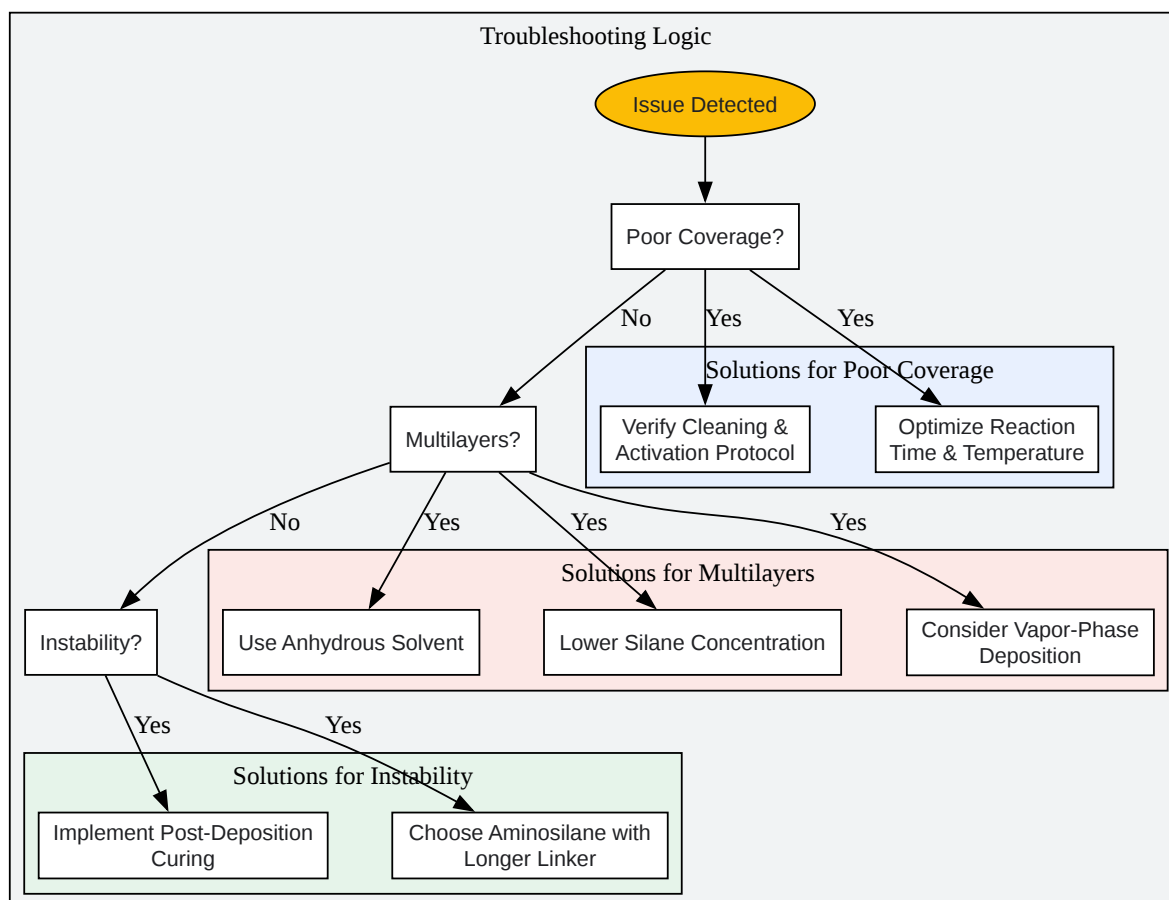 Troubleshooting Logic
Issue Detected
Poor Coverage?
No
Yes
Yes
Solutions for Poor Coverage
Verify Cleaning &
Activation Protocol
Optimize Reaction
Time & Temperature
Multilayers?
No
Yes
Yes
Yes
Solutions for Multilayers
Use Anhydrous Solvent
Lower Silane Concentration
Consider Vapor-Phase
Deposition
Instability?
Yes
Yes
Solutions for Instability
Implement Post-Deposition
Curing
Choose Aminosilane with
Longer Linker